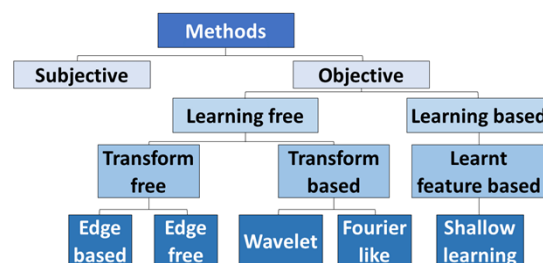 Methods
Subjective
Objective
Learning free
Learning based
Transform
free
Transform
based
Learnt
feature based
Edge
based
Edge
free
Wavelet
Fourier
like
Shallow
learning